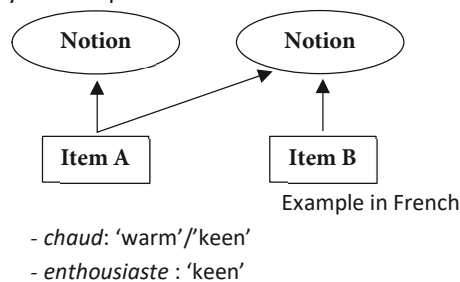 Notion Notion
Item A Item B
Example in French
- chaud: ‘warm’/’keen’
- enthousiaste : ‘keen’